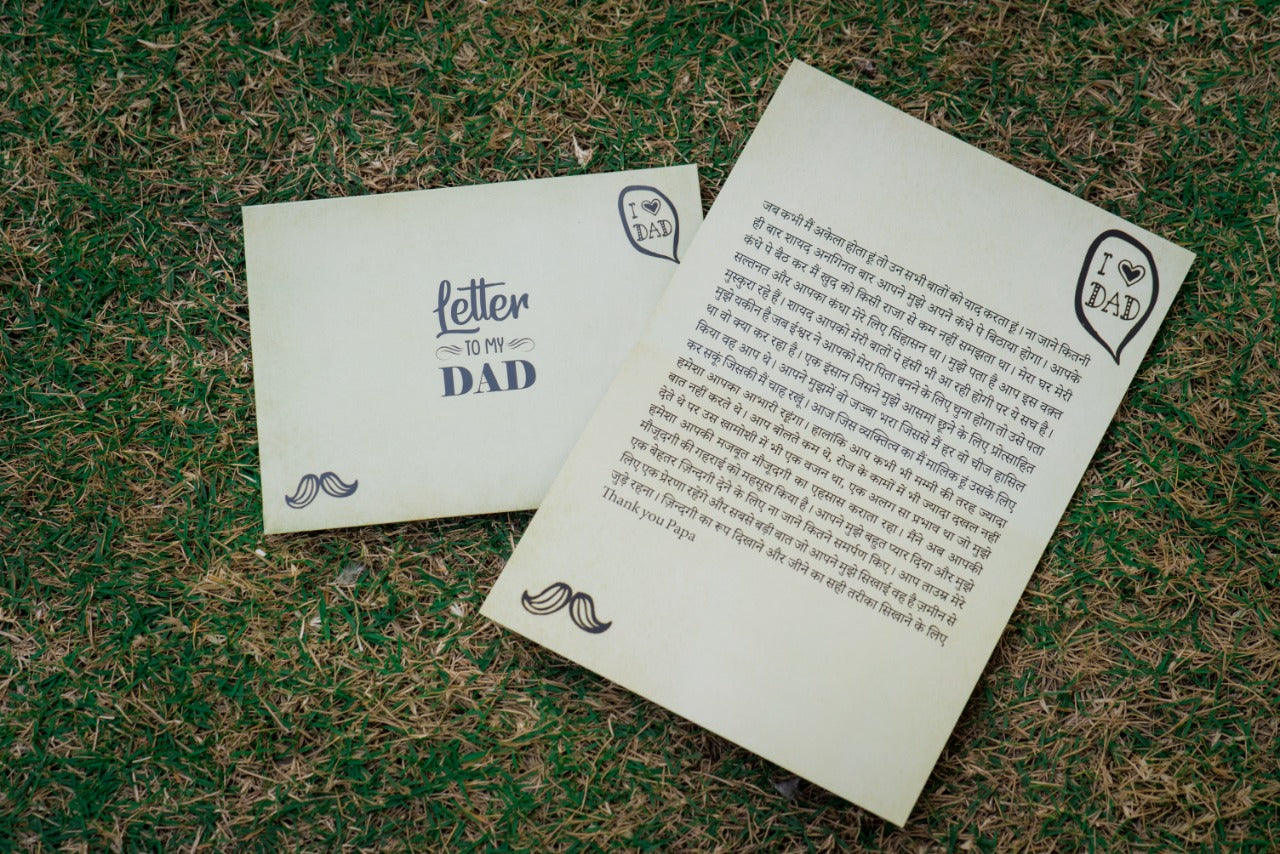 I
DAD
Letter
TO MY
DAD
I
DAD
जब कभी मैं अकेला होता हूं तो उन सभी बातों को याद करता हूं। ना जाने कितनी
ही बार शायद अनगिनत बार आपने मुझे अपने कंधे पे बिठाया होगा। आपके
कंधे पे बैठ कर मैं खुद को किसी राजा से कम नहीं समझता था। मेरा घर मेरी
सल्तनत और आपका कंधा मेरे लिए सिंहासन था। मुझे पता है आप इस वक़्त
मुस्कुरा रहे हैं। शायद आपको मेरी बातों पे हंसी भी आ रही होगी पर ये सच है।
मुझे यकीन है जब ईश्वर ने आपको मेरा पिता बनने के लिए चुना होगा तो उसे पता
था वो क्या कर रहा है। एक इंसान जिसने मुझे आसमां छूने के लिए प्रोत्साहित
किया वह आप थे। आपने मुझमें वो जज्बा भरा जिससे मैं हर वो चीज हासिल
कर सकूं जिसकी मैं चाह रखूं। आज जिस व्यक्तित्व का मैं मालिक हूं उसके लिए
हमेशा आपका आभारी रहूंगा। हालांकि आप कभी भी मम्मी की तरह ज्यादा
बात नहीं करते थे। आप बोलते कम थे, रोज के कामों में भी ज्यादा दखल नहीं
देते थे पर उस खामोशी में भी एक वजन था, एक अलग सा प्रभाव था जो मुझे
हमेशा आपकी मजबूत मौजूदगी का एहसास कराता रहा। मैंने अब आपकी
मौजूदगी की गहराई को महसूस किया है। आपने मुझे बहुत प्यार दिया और मुझे
एक बेहतर ज़िन्दगी देने के लिए ना जाने कितने समर्पण किए। आप ताउम्र मेरे
लिए एक प्रेरणा रहेंगे और सबसे बड़ी बात जो आपने मुझे सिखाई वह है ज़मीन से
जुड़े रहना। ज़िन्दगी का रूप दिखाने और जीने का सही तरीका सिखाने के लिए
Thank you Papa